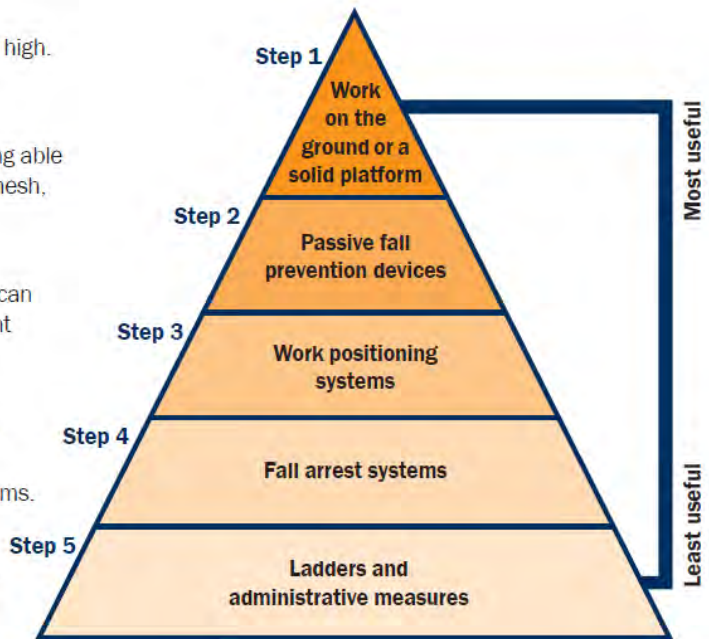 high.
g able
nesh,
can
nt
ms.
Step 1
Work
on the
ground or a
solid platform
Step 2
Passive fall
prevention devices
Step 3
Work positioning
systems
Step 4
Fall arrest systems
Step 5
Ladders and
administrative measures
Most useful
Least useful